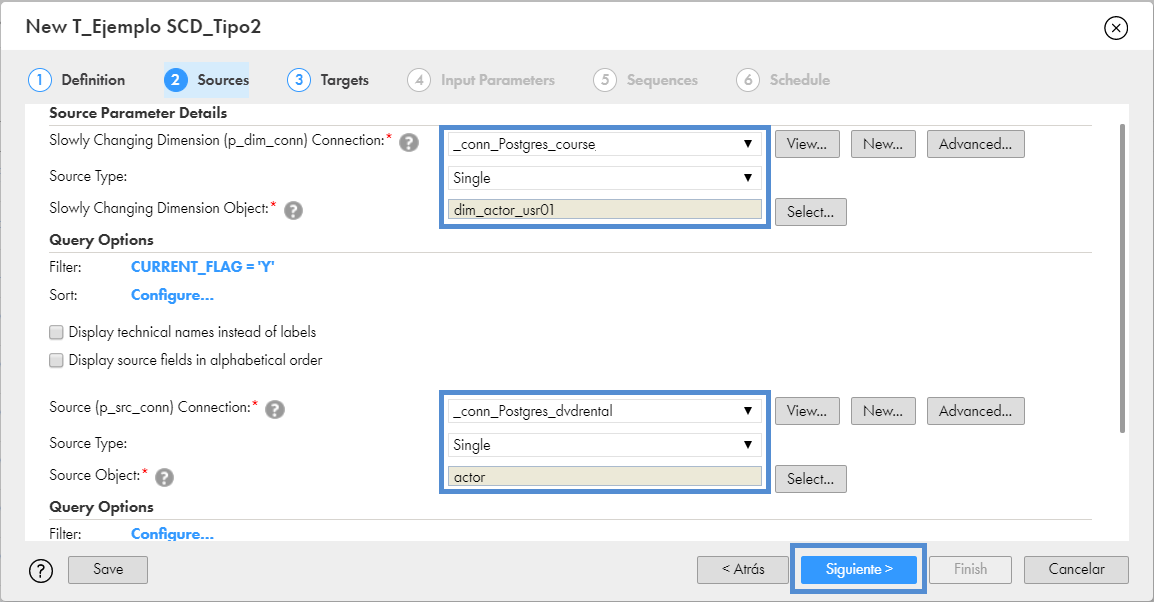 New T_Ejemplo SCD_Tipo2
1 Definition 2 Sources 3 Targets 4 Input Parameters 5 Sequences 6 Schedule
Source Parameter Details
Slowly Changing Dimension (p_dim_conn) Connection:* ? _conn_Postgres_course ▼ View... New... Advanced...
Source Type: Single ▼
Slowly Changing Dimension Object:* ? dim_actor_usr01 Select...
Query Options
Filter: CURRENT_FLAG = 'Y'
Sort: Configure...
Display technical names instead of labels
Display source fields in alphabetical order
Source (p_src_conn) Connection:* ? _conn_Postgres_dvdrental ▼ View... New... Advanced...
Source Type: Single ▼
Source Object:* ? actor Select...
Query Options
Filter: Configure...
? Save < Atrás Siguiente > Finish Cancelar